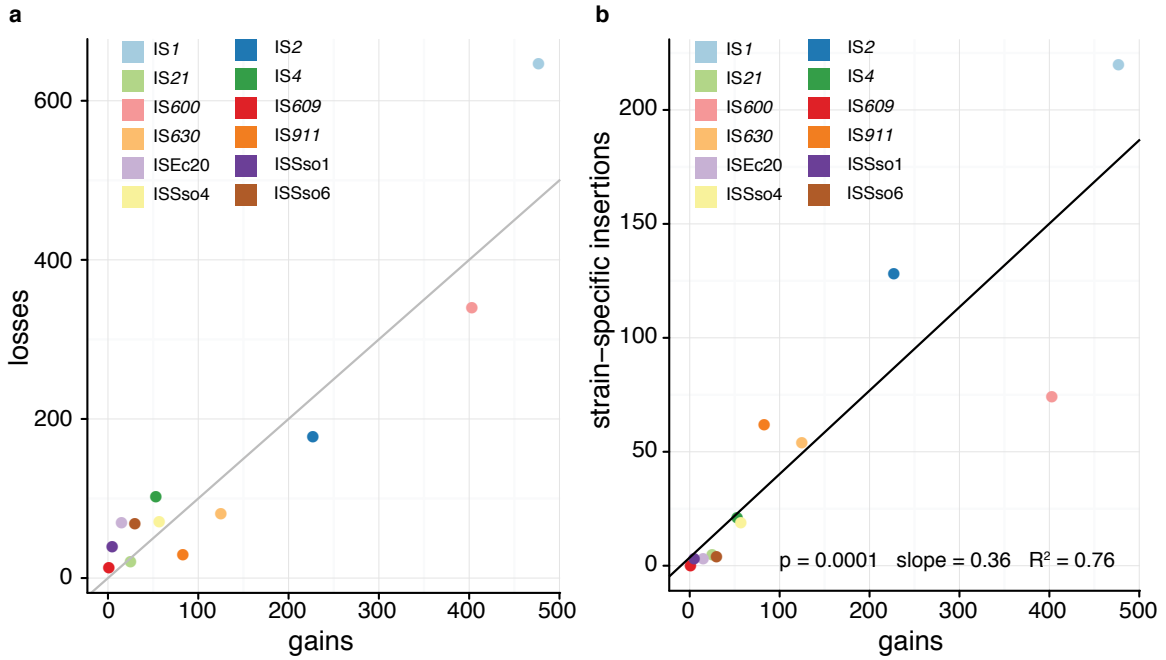 a
IS1 IS2
IS21 IS4
IS600 IS609
IS630 IS911
ISEc20 ISSso1
ISSso4 ISSso6
600
400
200
0
losses
0 100 200 300 400 500
gains
b
IS1 IS2
IS21 IS4
IS600 IS609
IS630 IS911
ISEc20 ISSso1
ISSso4 ISSso6
200
150
100
50
0
strain−specific insertions
p = 0.0001 slope = 0.36 R² = 0.76
0 100 200 300 400 500
gains